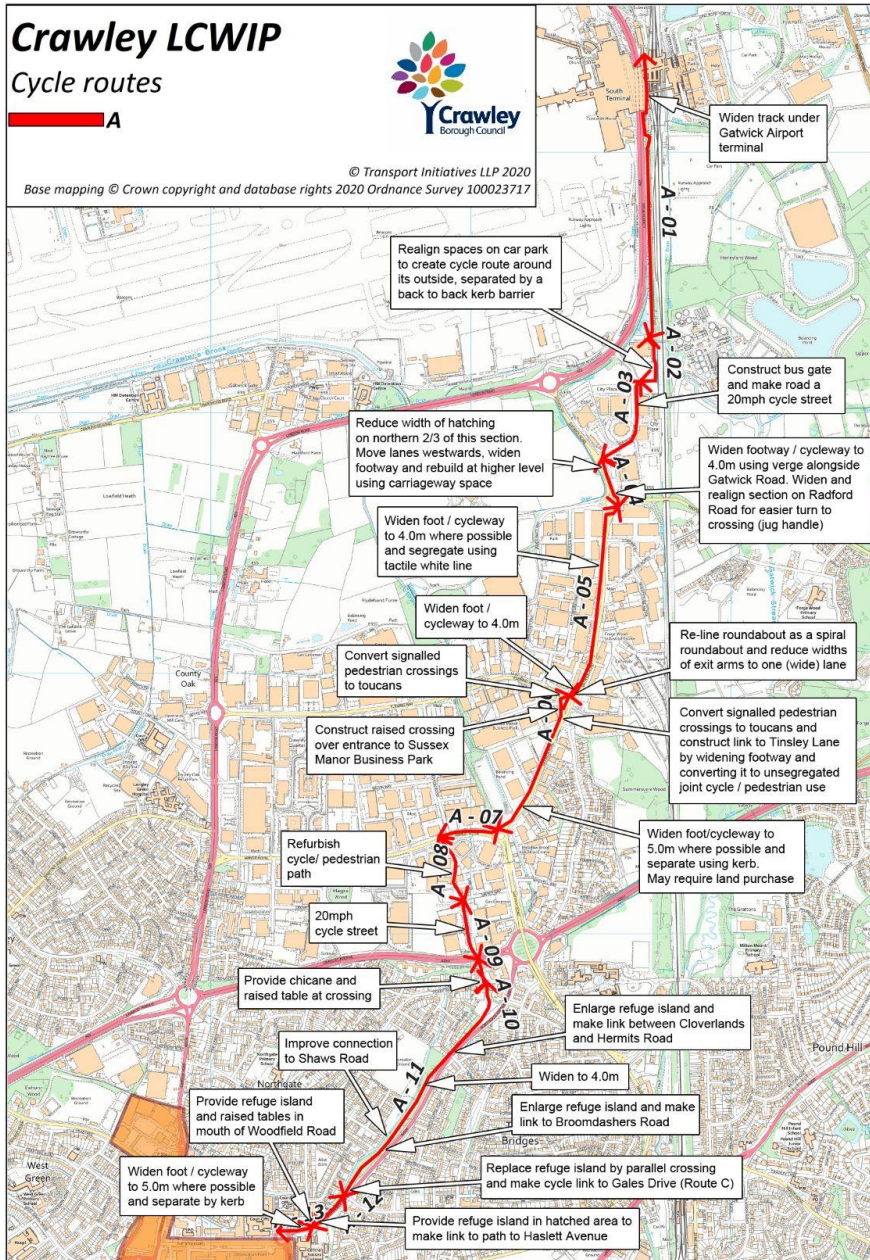 Crawley LCWIP
Cycle routes
A
Crawley
Borough Council
© Transport Initiatives LLP 2020
Base mapping © Crown copyright and database rights 2020 Ordnance Survey 100023717
South
Terminal
Widen track under
Gatwick Airport
terminal
A - 01
Realign spaces on car park
to create cycle route around
its outside, separated by a
back to back kerb barrier
A - 02
A - 03
Construct bus gate
and make road a
20mph cycle street
Reduce width of hatching
on northern 2/3 of this section.
Move lanes westwards, widen
footway and rebuild at higher level
using carriageway space
Widen footway / cycleway to
4.0m using verge alongside
Gatwick Road. Widen and
realign section on Radford
Road for easier turn to
crossing (jug handle)
Widen foot / cycleway
to 4.0m where possible
and segregate using
tactile white line
A - 05
Widen foot /
cycleway to 4.0m
Re-line roundabout as a spiral
roundabout and reduce widths
of exit arms to one (wide) lane
County
Oak
Convert signalled
pedestrian crossings
to toucans
Construct raised crossing
over entrance to Sussex
Manor Business Park
Convert signalled pedestrian
crossings to toucans and
construct link to Tinsley Lane
by widening footway and
converting it to unsegregated
joint cycle / pedestrian use
A - 07
A - 08
Refurbish
cycle/ pedestrian
path
Widen foot/cycleway to
5.0m where possible and
separate using kerb.
May require land purchase
20mph
cycle street
A - 09
Provide chicane and
raised table at crossing
A - 10
Enlarge refuge island and
make link between Cloverlands
and Hermits Road
Improve connection
to Shaws Road
Pound Hill
A - 11
Widen to 4.0m
Northgate
Provide refuge island
and raised tables in
mouth of Woodfield Road
Enlarge refuge island and make
link to Broomdashers Road
Bridges
West
Green
Widen foot / cycleway
to 5.0m where possible
and separate by kerb
Replace refuge island by parallel crossing
and make cycle link to Gales Drive (Route C)
Provide refuge island in hatched area to
make link to path to Haslett Avenue